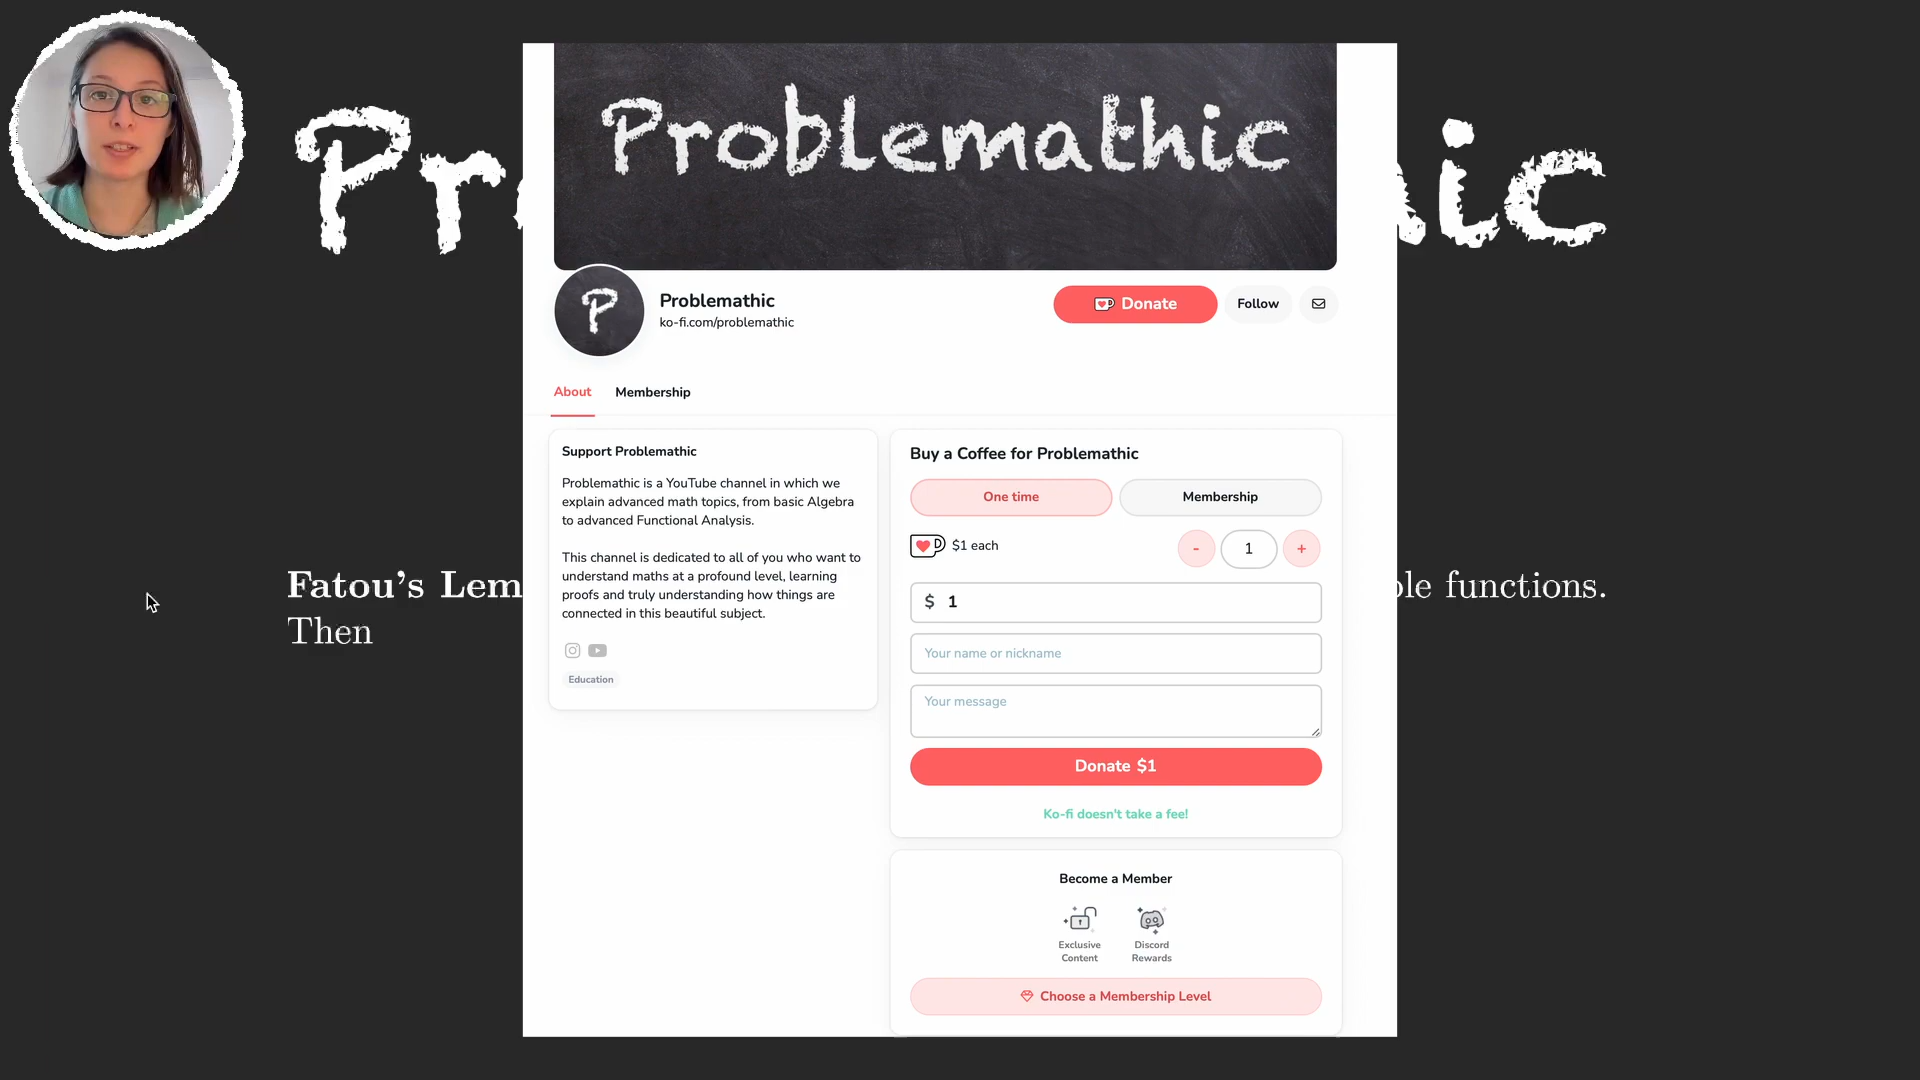 Problemathic
Pr
ic
Problemathic
ko-fi.com/problemathic
Donate
Follow
About
Membership
Support Problemathic
Problemathic is a YouTube channel in which we
explain advanced math topics, from basic Algebra
to advanced Functional Analysis.
This channel is dedicated to all of you who want to
understand maths at a profound level, learning
proofs and truly understanding how things are
connected in this beautiful subject.
Education
Buy a Coffee for Problemathic
One time
Membership
$1 each
-
1
+
$ 1
Your name or nickname
Your message
Donate $1
Ko-fi doesn't take a fee!
Become a Member
Exclusive
Content
Discord
Rewards
Choose a Membership Level
Fatou's Lem
ble functions.
Then